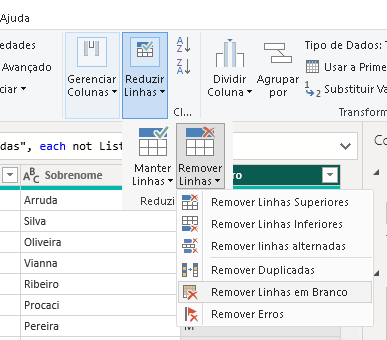 Ajuda
edades
Avançado
ciar
Gerenciar
Colunas
Reduzir
Linhas
A
Z
Z
A
Cl...
Dividir
Coluna
Agrupar
por
Tipo de Dados: T
Usar a Prime
1
2
Substituir Va
Transform
das", each not List
Manter
Linhas
Remover
Linhas
Reduzi
Co
ABC Sobrenome
ro
Arruda
Silva
Oliveira
Vianna
Ribeiro
Procaci
Pereira
Remover Linhas Superiores
Remover Linhas Inferiores
Remover linhas alternadas
Remover Duplicadas
Remover Linhas em Branco
Remover Erros
M